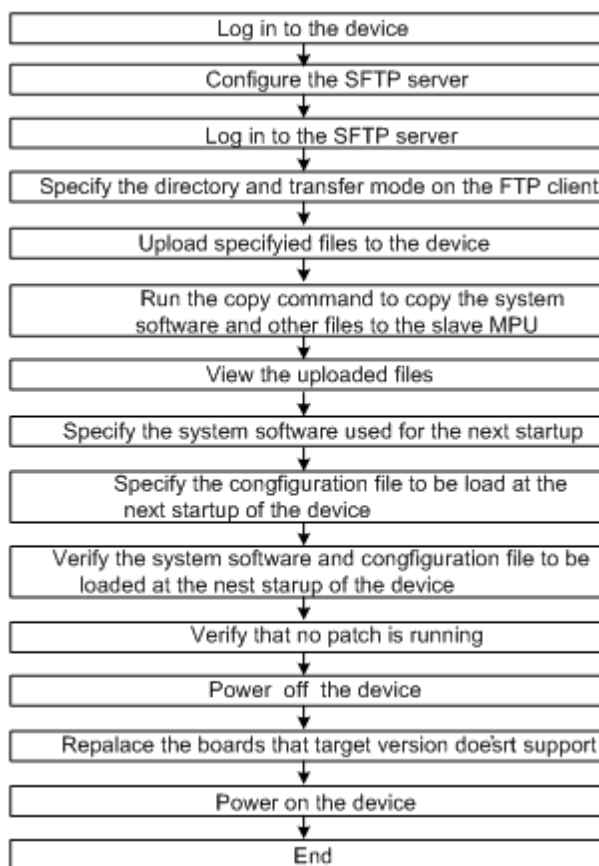 Log in to the device
Configure the SFTP server
Log in to the SFTP server
Specify the directory and transfer mode on the FTP client
Upload specifyied files to the device
Run the copy command to copy the system
software and other files to the slave MPU
View the uploaded files
Specify the system software used for the next startup
Specify the congfiguration file to be load at the
next startup of the device
Verify the system software and congfiguration file to be
loaded at the nest starup of the device
Verify that no patch is running
Power off the device
Repalace the boards that target version doe'srt support
Power on the device
End